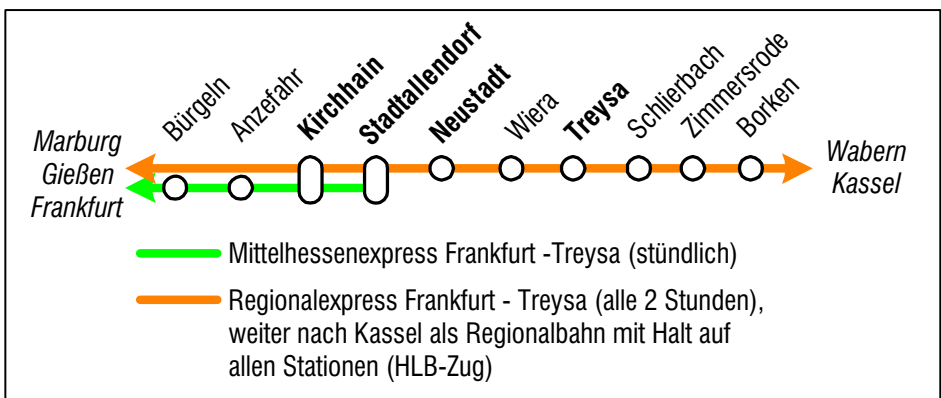 Bürgeln
Anzefahr
Kirchhain
Stadtallendorf
Neustadt
Wiera
Treysa
Schlierbach
Zimmersrode
Borken
Marburg
Gießen
Frankfurt
Wabern
Kassel
Mittelhessenexpress Frankfurt -Treysa (stündlich)
Regionalexpress Frankfurt - Treysa (alle 2 Stunden),
weiter nach Kassel als Regionalbahn mit Halt auf
allen Stationen (HLB-Zug)